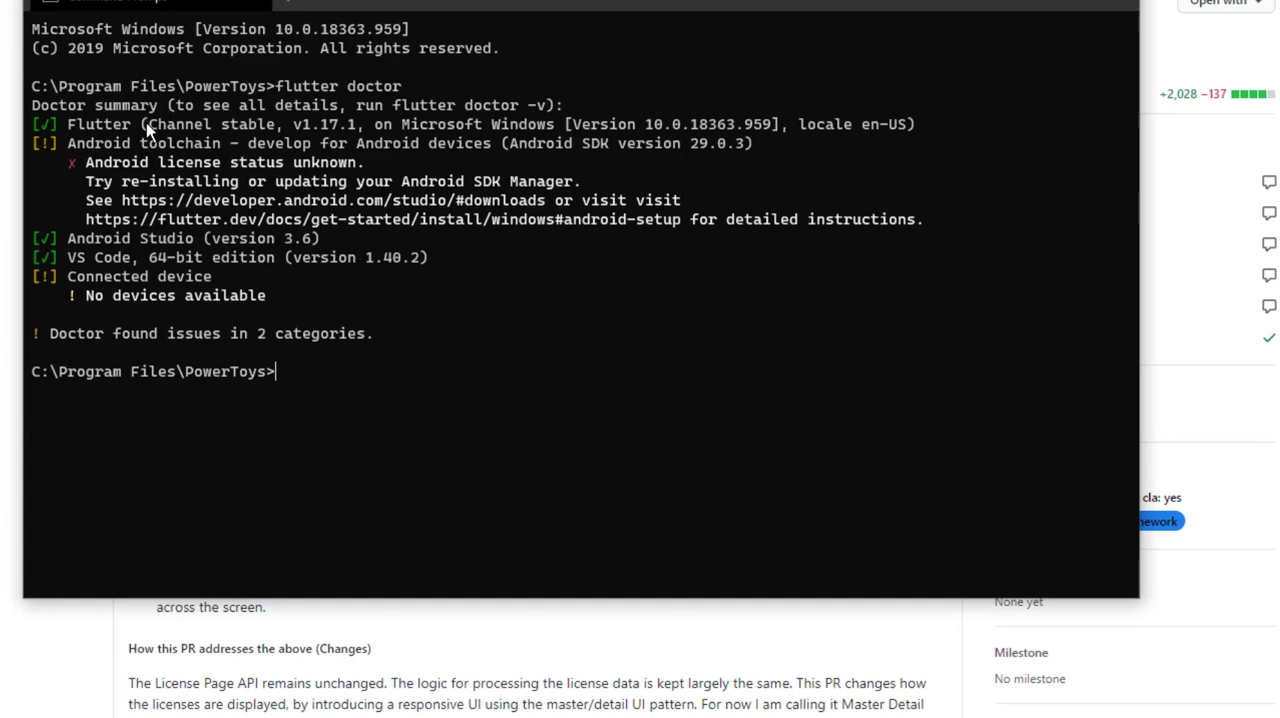 Open with
Microsoft Windows [Version 10.0.18363.959]
(c) 2019 Microsoft Corporation. All rights reserved.
C:\Program Files\PowerToys>flutter doctor
Doctor summary (to see all details, run flutter doctor -v):
[√] Flutter (Channel stable, v1.17.1, on Microsoft Windows [Version 10.0.18363.959], locale en-US)
[!] Android toolchain - develop for Android devices (Android SDK version 29.0.3)
✗ Android license status unknown.
Try re-installing or updating your Android SDK Manager.
See https://developer.android.com/studio/#downloads or visit visit
https://flutter.dev/docs/get-started/install/windows#android-setup for detailed instructions.
[√] Android Studio (version 3.6)
[√] VS Code, 64-bit edition (version 1.40.2)
[!] Connected device
! No devices available
! Doctor found issues in 2 categories.
C:\Program Files\PowerToys>
+2,028 −137
cla: yes
None yet
Milestone
No milestone
across the screen.
How this PR addresses the above (Changes)
The License Page API remains unchanged. The logic for processing the license data is kept largely the same. This PR changes how
the licenses are displayed, by introducing a responsive UI using the master/detail UI pattern. For now I am calling it Master Detail